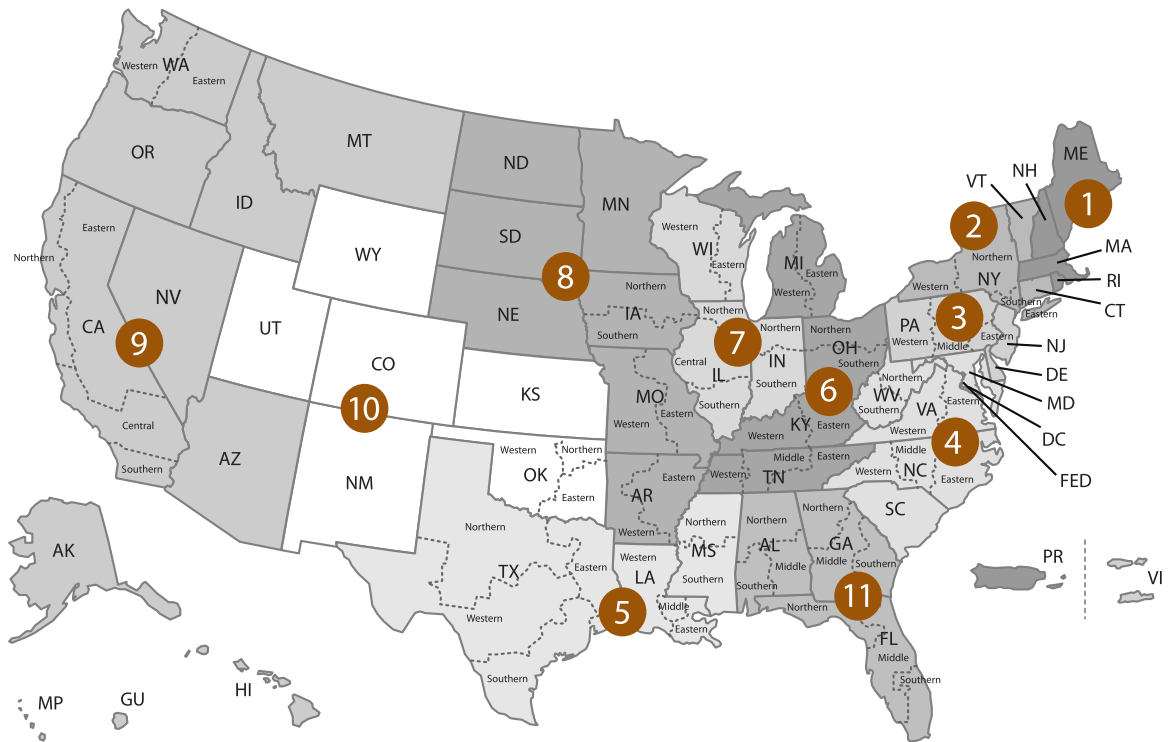 WA
Western
Eastern
MT
ND
MN
OR
ID
ME
VT
NH
1
2
MA
RI
CT
WY
SD
WI
Western
Eastern
MI
Eastern
Western
Northern
Western
NY
Southern
Eastern
Eastern
Northern
NV
CA
9
Central
Southern
UT
8
NE
Northern
IA
Southern
Northern
7
Central
IL
Southern
Northern
IN
Southern
Northern
OH
Southern
6
PA
Western
3
Middle
Eastern
NJ
DE
MD
DC
FED
CO
10
KS
MO
Eastern
Western
KY
Western
Eastern
Northern
WV
Southern
VA
Eastern
Western
4
AZ
NM
Western
Northern
OK
Eastern
AR
Eastern
Western
Western
Middle
Eastern
TN
Western
Middle
NC
Eastern
SC
AK
Northern
TX
Eastern
Western
Southern
Western
LA
Middle
Eastern
5
Northern
MS
Southern
Northern
AL
Middle
Southern
Northern
GA
Middle
Southern
11
Northern
FL
Middle
Southern
PR
VI
MP
GU
HI